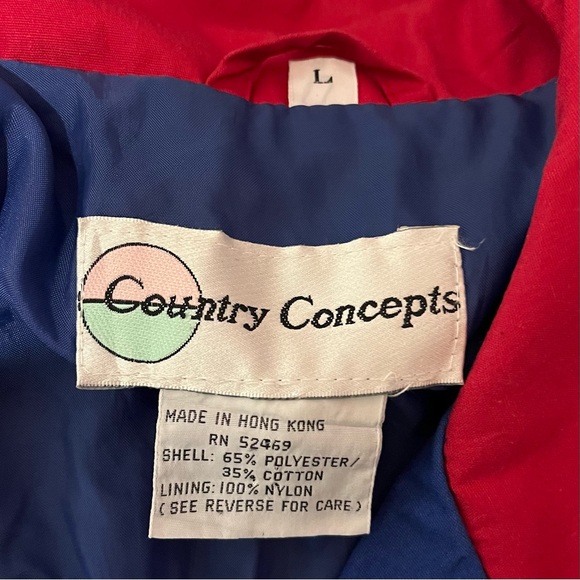 L
Country Concepts
MADE IN HONG KONG
RN 52469
SHELL: 65% POLYESTER/
35% COTTON
LINING: 100% NYLON
(SEE REVERSE FOR CARE)